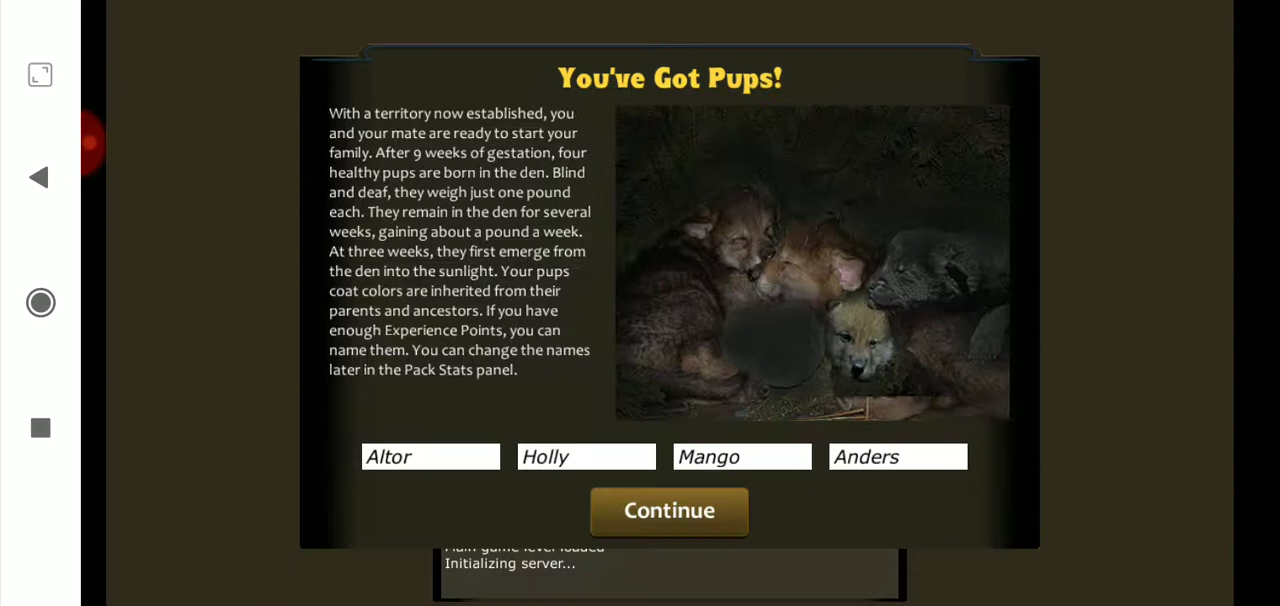 You've Got Pups!
With a territory now established, you
and your mate are ready to start your
family. After 9 weeks of gestation, four
healthy pups are born in the den. Blind
and deaf, they weigh just one pound
each. They remain in the den for several
weeks, gaining about a pound a week.
At three weeks, they first emerge from
the den into the sunlight. Your pups
coat colors are inherited from their
parents and ancestors. If you have
enough Experience Points, you can
name them. You can change the names
later in the Pack Stats panel.
Altor Holly Mango Anders
Continue
Main game level loaded
Initializing server...